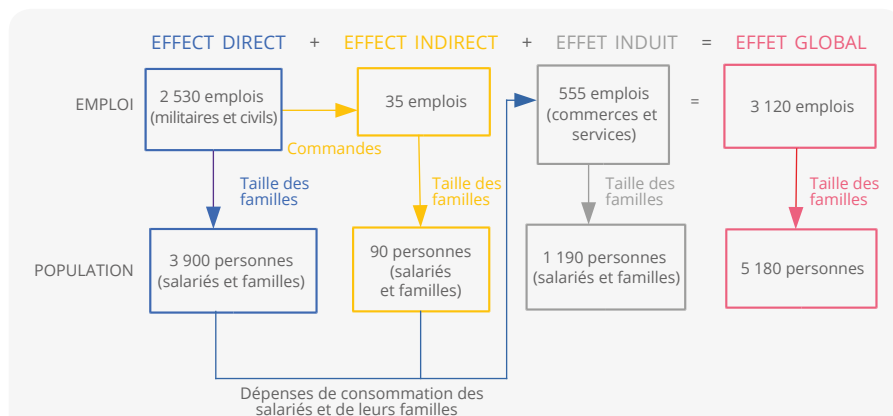 EFFECT DIRECT + EFFECT INDIRECT + EFFET INDUIT = EFFET GLOBAL
EMPLOI
2 530 emplois
(militaires et civils)
35 emplois
555 emplois
(commerces et
services)
=
3 120 emplois
Commandes
Taille des
familles
Taille des
familles
Taille des
familles
Taille des
familles
POPULATION
3 900 personnes
(salariés et familles)
90 personnes
(salariés
et familles)
1 190 personnes
(salariés et familles)
5 180 personnes
Dépenses de consommation des
salariés et de leurs familles